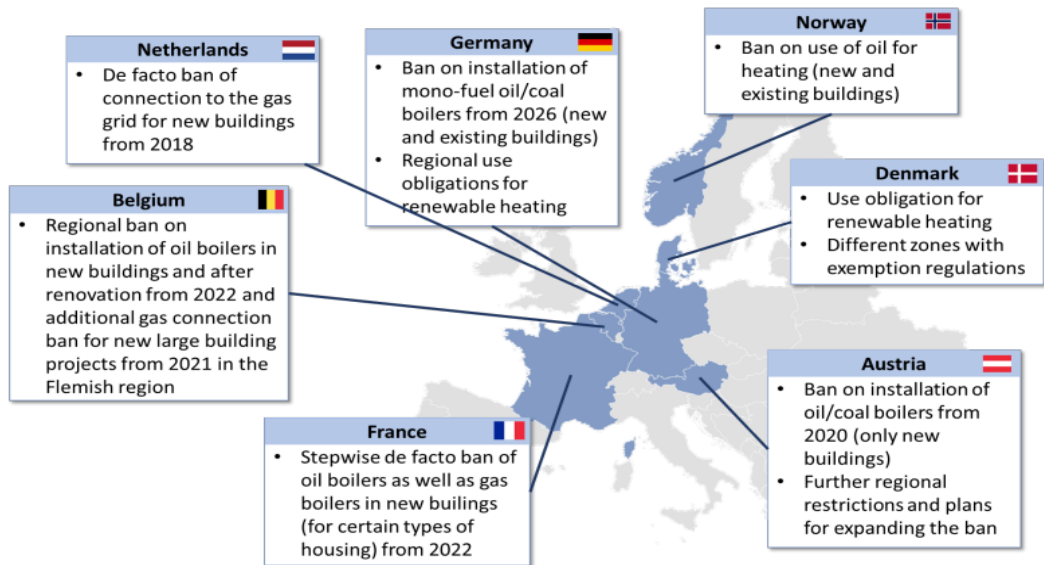 Netherlands
• De facto ban of
connection to the gas
grid for new buildings
from 2018
Germany
• Ban on installation of
mono-fuel oil/coal
boilers from 2026 (new
and existing buildings)
• Regional use
obligations for
renewable heating
Norway
• Ban on use of oil for
heating (new and
existing buildings)
Belgium
• Regional ban on
installation of oil boilers in
new buildings and after
renovation from 2022 and
additional gas connection
ban for new large building
projects from 2021 in the
Flemish region
Denmark
• Use obligation for
renewable heating
• Different zones with
exemption regulations
France
• Stepwise de facto ban of
oil boilers as well as gas
boilers in new builings
(for certain types of
housing) from 2022
Austria
• Ban on installation of
oil/coal boilers from
2020 (only new
buildings)
• Further regional
restrictions and plans
for expanding the ban